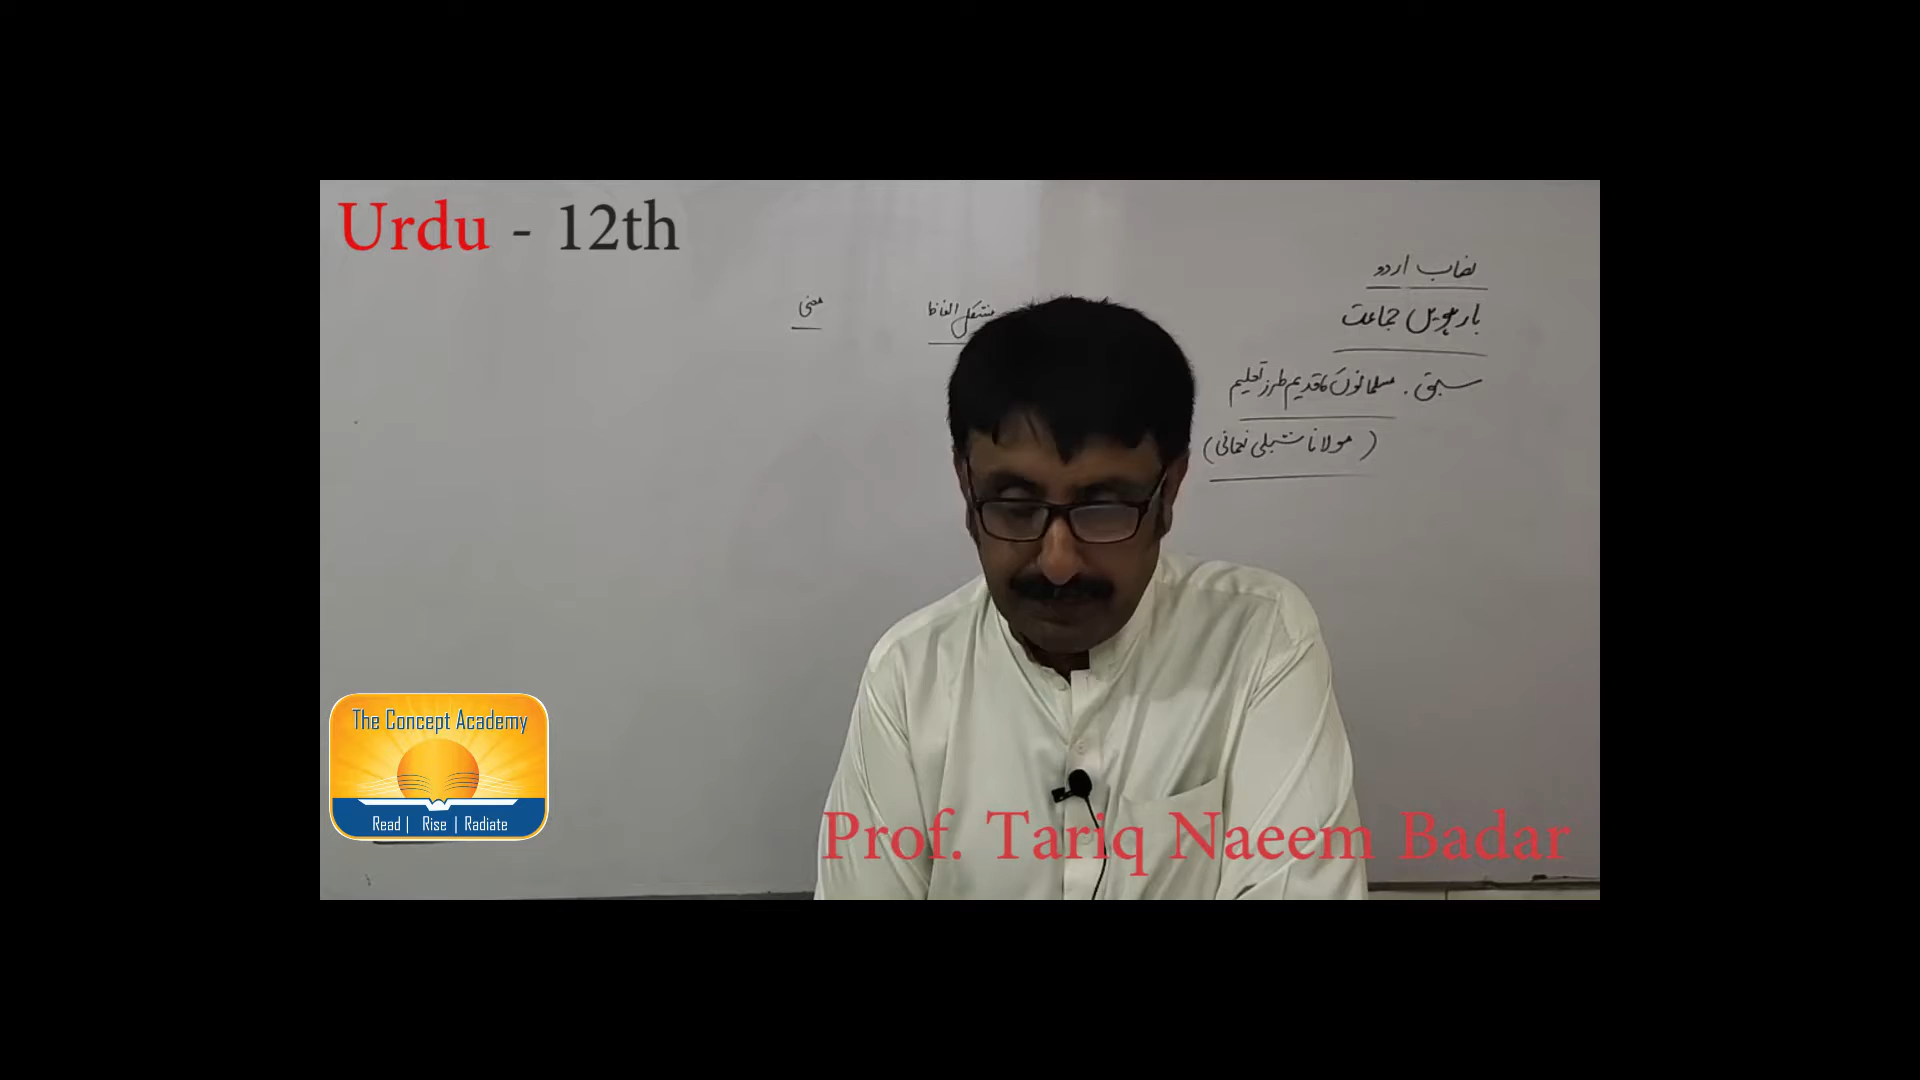 Urdu - 12th
نصاب اردو
بارہویں جماعت
سبق . مسلمانوں کا قدیم طرز تعلیم
(مولانا شبلی نعمانی)
مشکل الفاظ
معنی
The Concept Academy
Read | Rise | Radiate
Prof. Tariq Naeem Badar